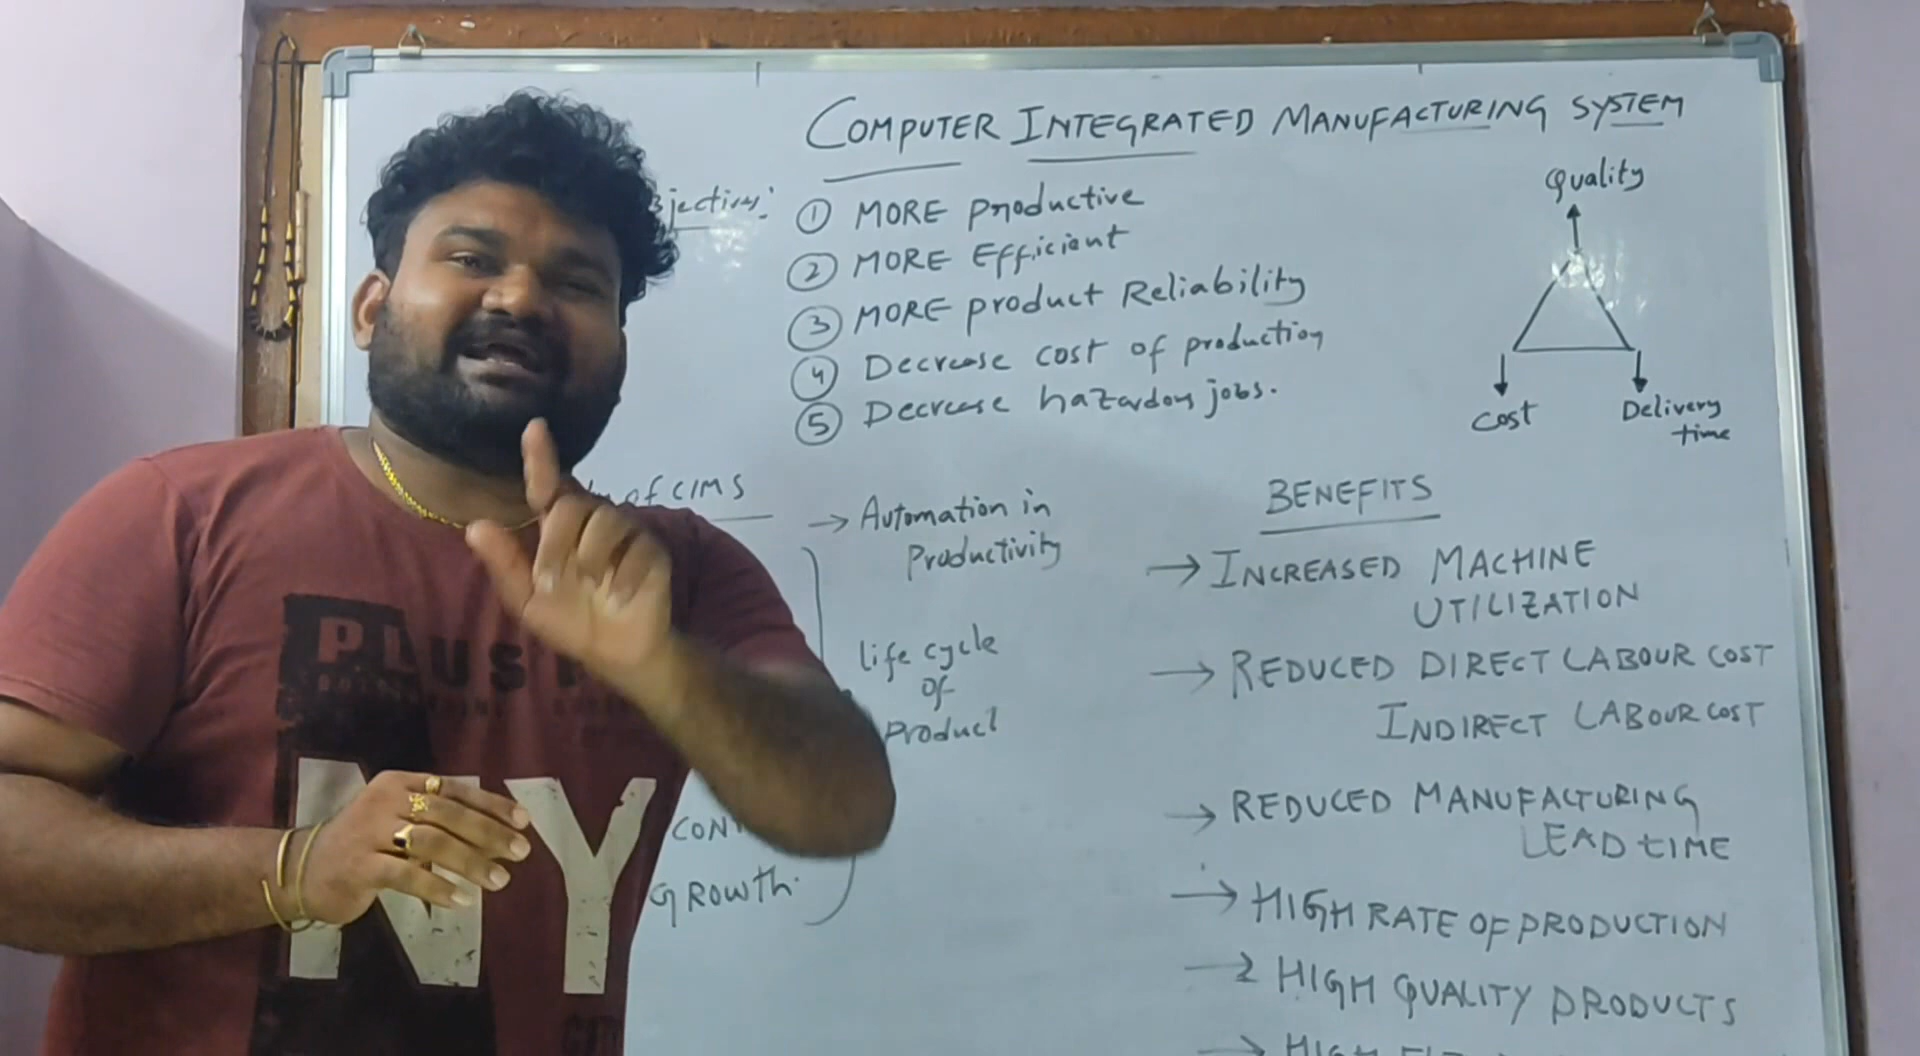 COMPUTER INTEGRATED MANUFACTURING SYSTEM
① MORE productive
② MORE Efficient
③ MORE product Reliability
④ Decrease cost of production
⑤ Decrease hazardous jobs.
Quality
Cost
Delivery
time
of CIMS
→ Automation in
Productivity
life cycle
of
Product
GROWTH.
BENEFITS
→ INCREASED MACHINE
UTILIZATION
→ REDUCED DIRECT LABOUR COST
INDIRECT LABOUR COST
→ REDUCED MANUFACTURING
LEAD TIME
→ HIGH RATE OF PRODUCTION
→ HIGH QUALITY PRODUCTS
→ HIGH
PLUS
NY